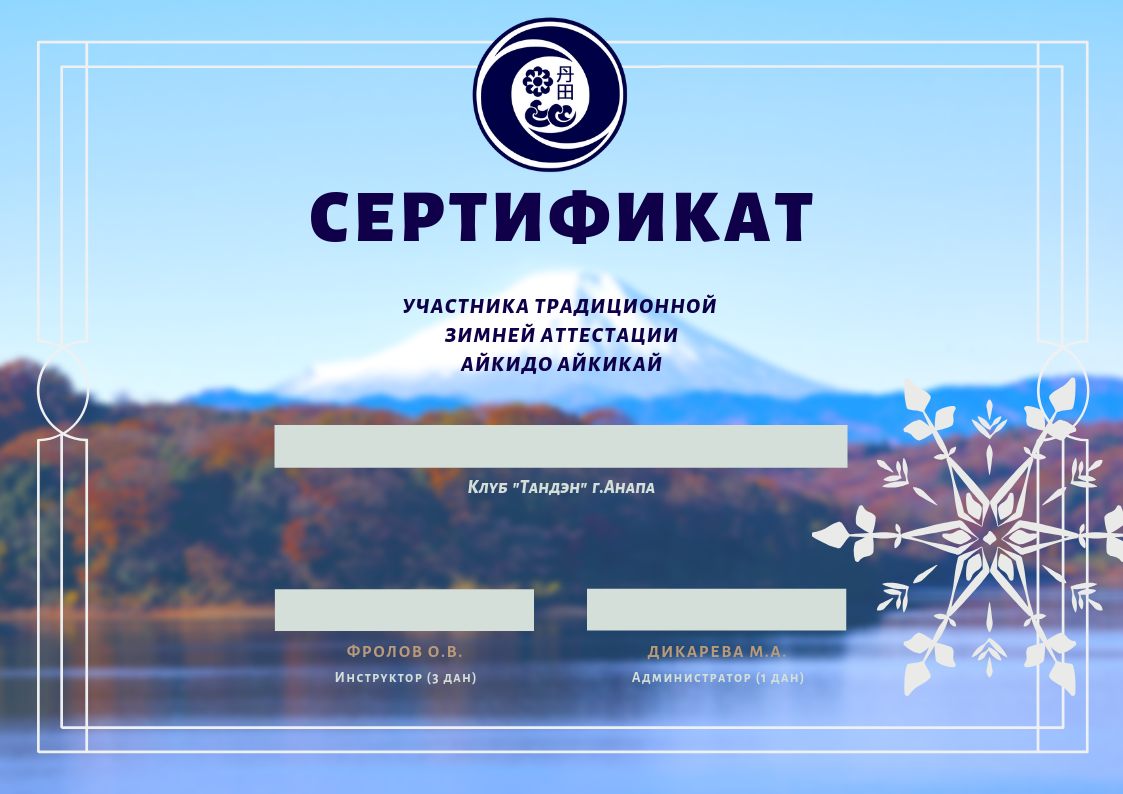 丹
田
СЕРТИФИКАТ
УЧАСТНИКА ТРАДИЦИОННОЙ
ЗИМНЕЙ АТТЕСТАЦИИ
АЙКИДО АЙКИКАЙ
Клуб "Тандэн" г.Анапа
ФРОЛОВ О.В. ДИКАРЕВА М.А.
Инструктор (3 дан) Администратор (1 дан)